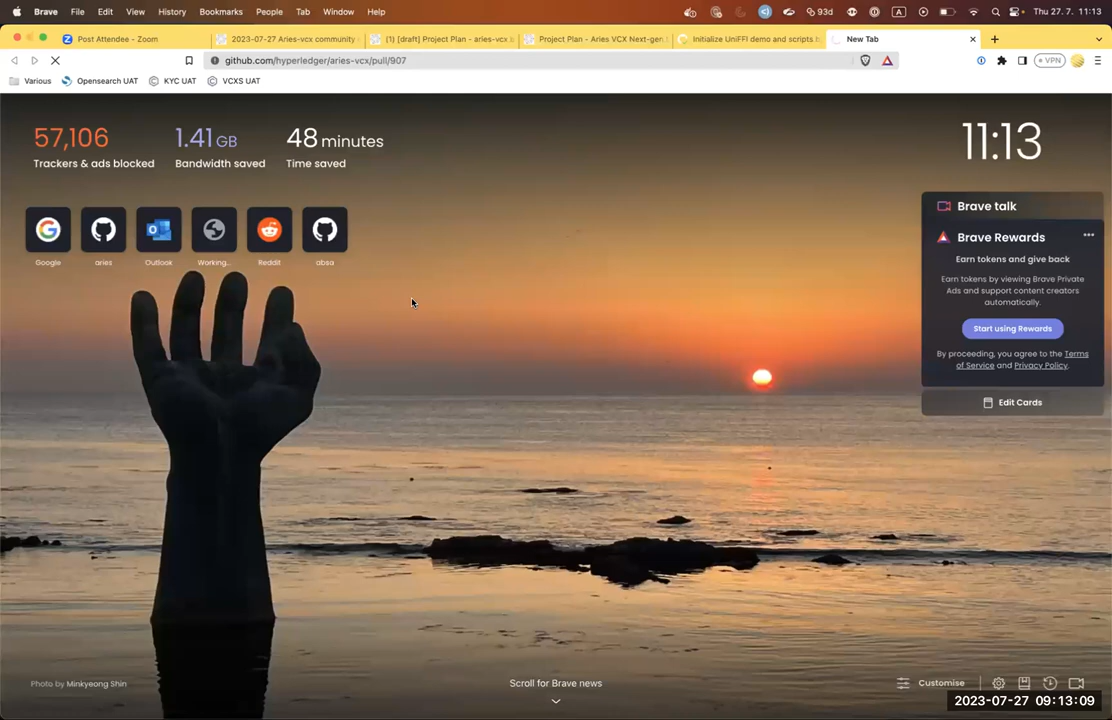 Brave File Edit View History Bookmarks People Tab Window Help 93d A Thu 27. 7. 11:13
Post Attendee - Zoom 2023-07-27 Aries-vcx community (1) [draft] Project Plan - aries-vcx Project Plan - Aries VCX Next-gen Initialize UniFFI demo and scripts New Tab
github.com/hyperledger/aries-vcx/pull/907 VPN
Various Opensearch UAT KYC UAT VCXS UAT
57,106 1.41 GB 48 minutes
Trackers & ads blocked Bandwidth saved Time saved
11:13
Google aries Outlook Working... Reddit absa
Brave talk
Brave Rewards
Earn tokens and give back
Earn tokens by viewing Brave Private
Ads and support content creators
automatically.
Start using Rewards
By proceeding, you agree to the Terms
of Service and Privacy Policy.
Edit Cards
Photo by Minkyeong Shin
Scroll for Brave news
Customise
2023-07-27 09:13:09